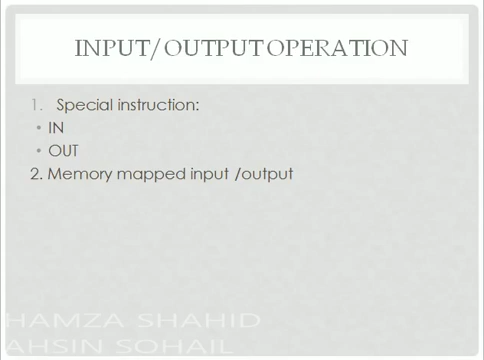 INPUT/ OUTPUT OPERATION
1. Special instruction:
• IN
• OUT
2. Memory mapped input /output
HAMZA SHAHID
AHSIN SOHAIL